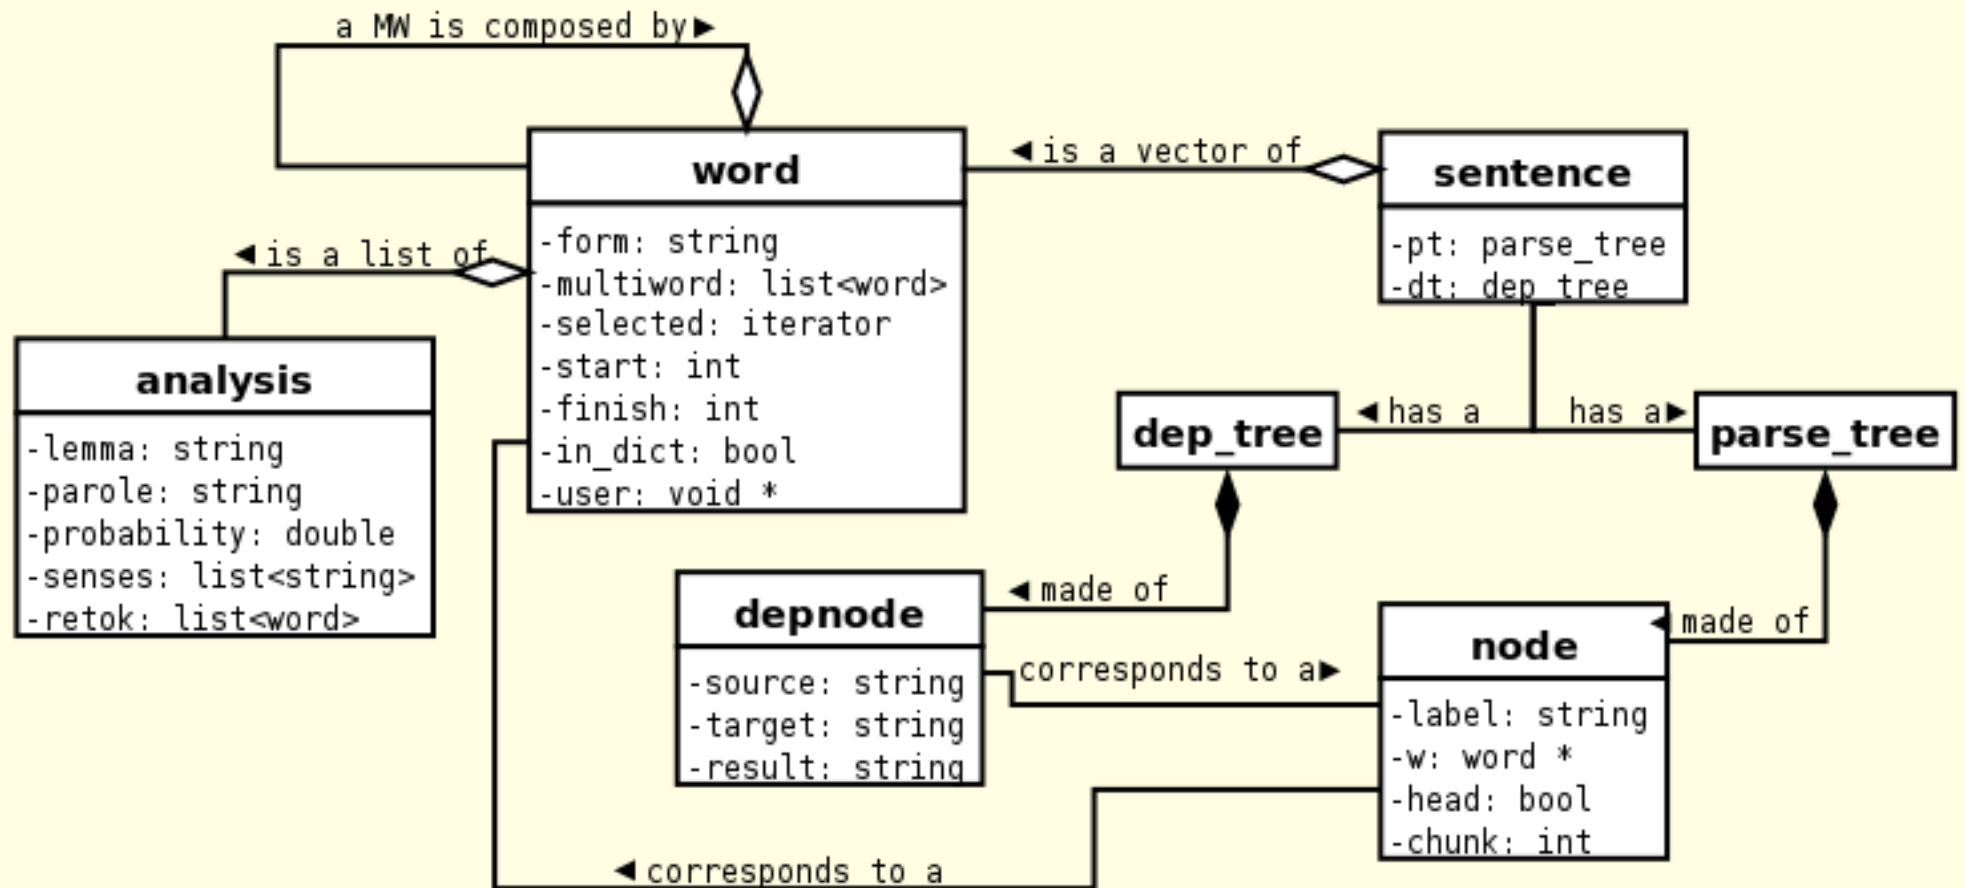 a MW is composed by►
word
-form: string
-multiword: list<word>
-selected: iterator
-start: int
-finish: int
-in_dict: bool
-user: void *
◄is a vector of
sentence
-pt: parse_tree
-dt: dep_tree
◄is a list of
analysis
-lemma: string
-parole: string
-probability: double
-senses: list<string>
-retok: list<word>
◄has a
has a►
dep_tree
parse_tree
◄made of
depnode
-source: string
-target: string
-result: string
◄made of
node
-label: string
-w: word *
-head: bool
-chunk: int
corresponds to a►
◄corresponds to a